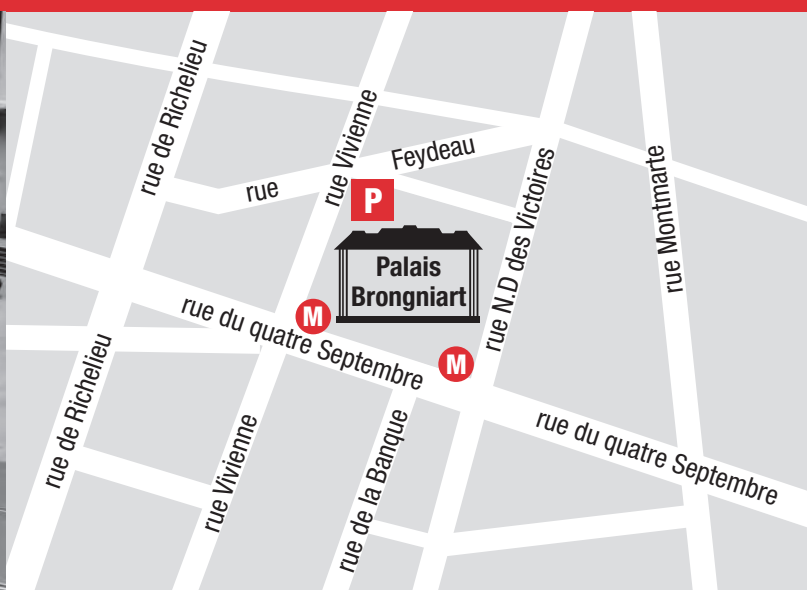 rue de Richelieu
rue Vivienne
Feydeau
rue
P
rue N.D des Victoires
rue Montmarte
Palais
Brongniart
M
rue du quatre Septembre
M
rue de Richelieu
rue Vivienne
rue de la Banque
rue du quatre Septembre